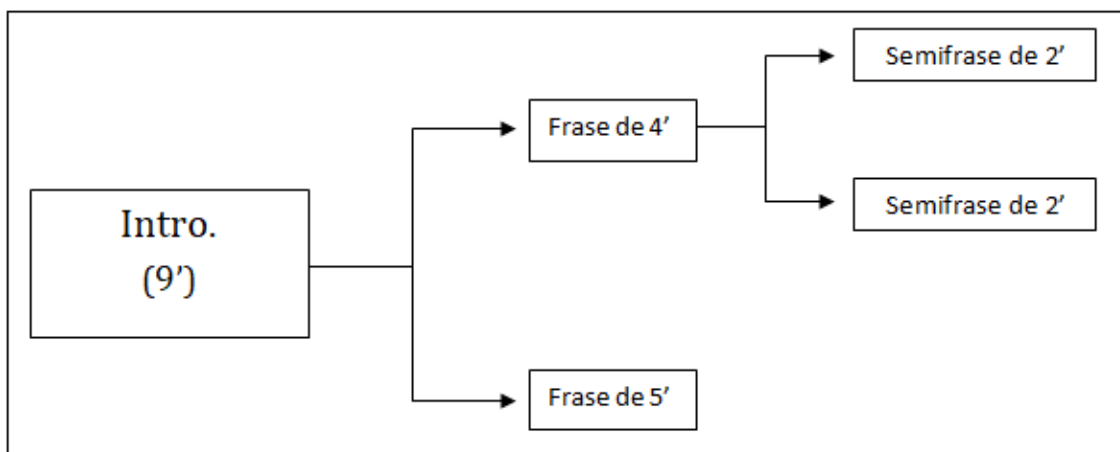 Intro.
(9’)
Frase de 4’
Semifrase de 2’
Semifrase de 2’
Frase de 5’